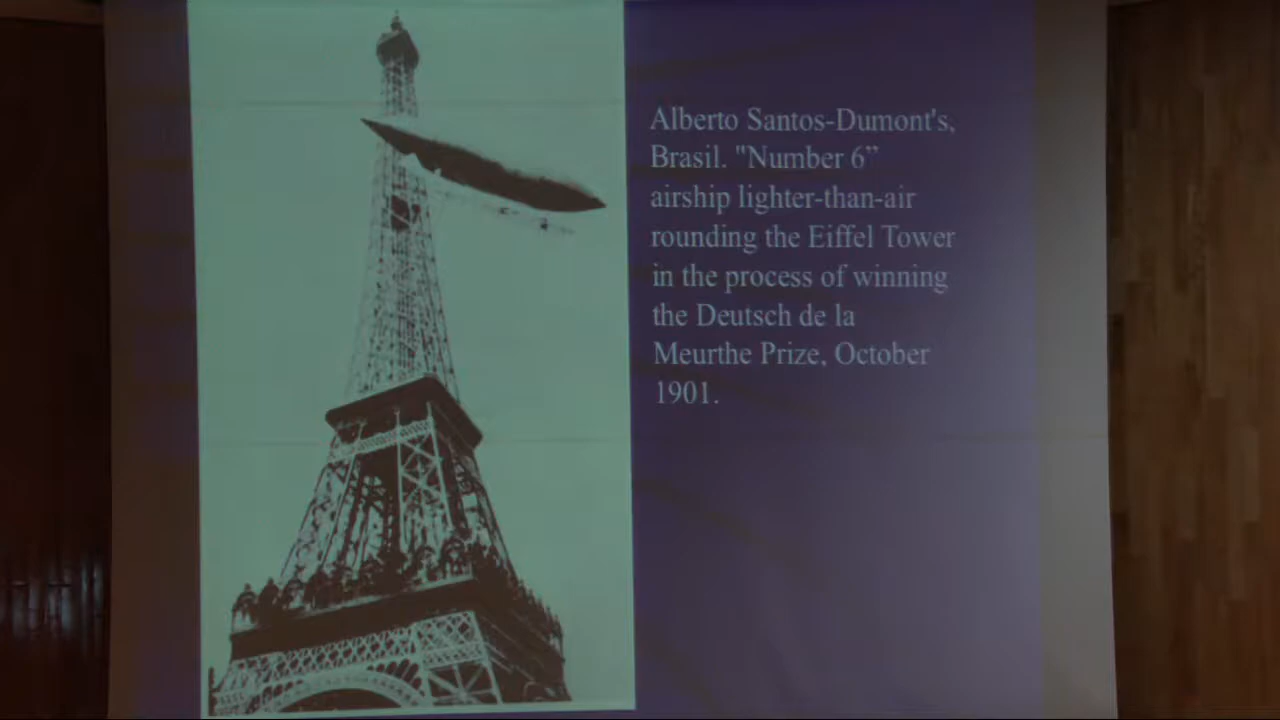 Alberto Santos-Dumont's,
Brasil. "Number 6”
airship lighter-than-air
rounding the Eiffel Tower
in the process of winning
the Deutsch de la
Meurthe Prize, October
1901.